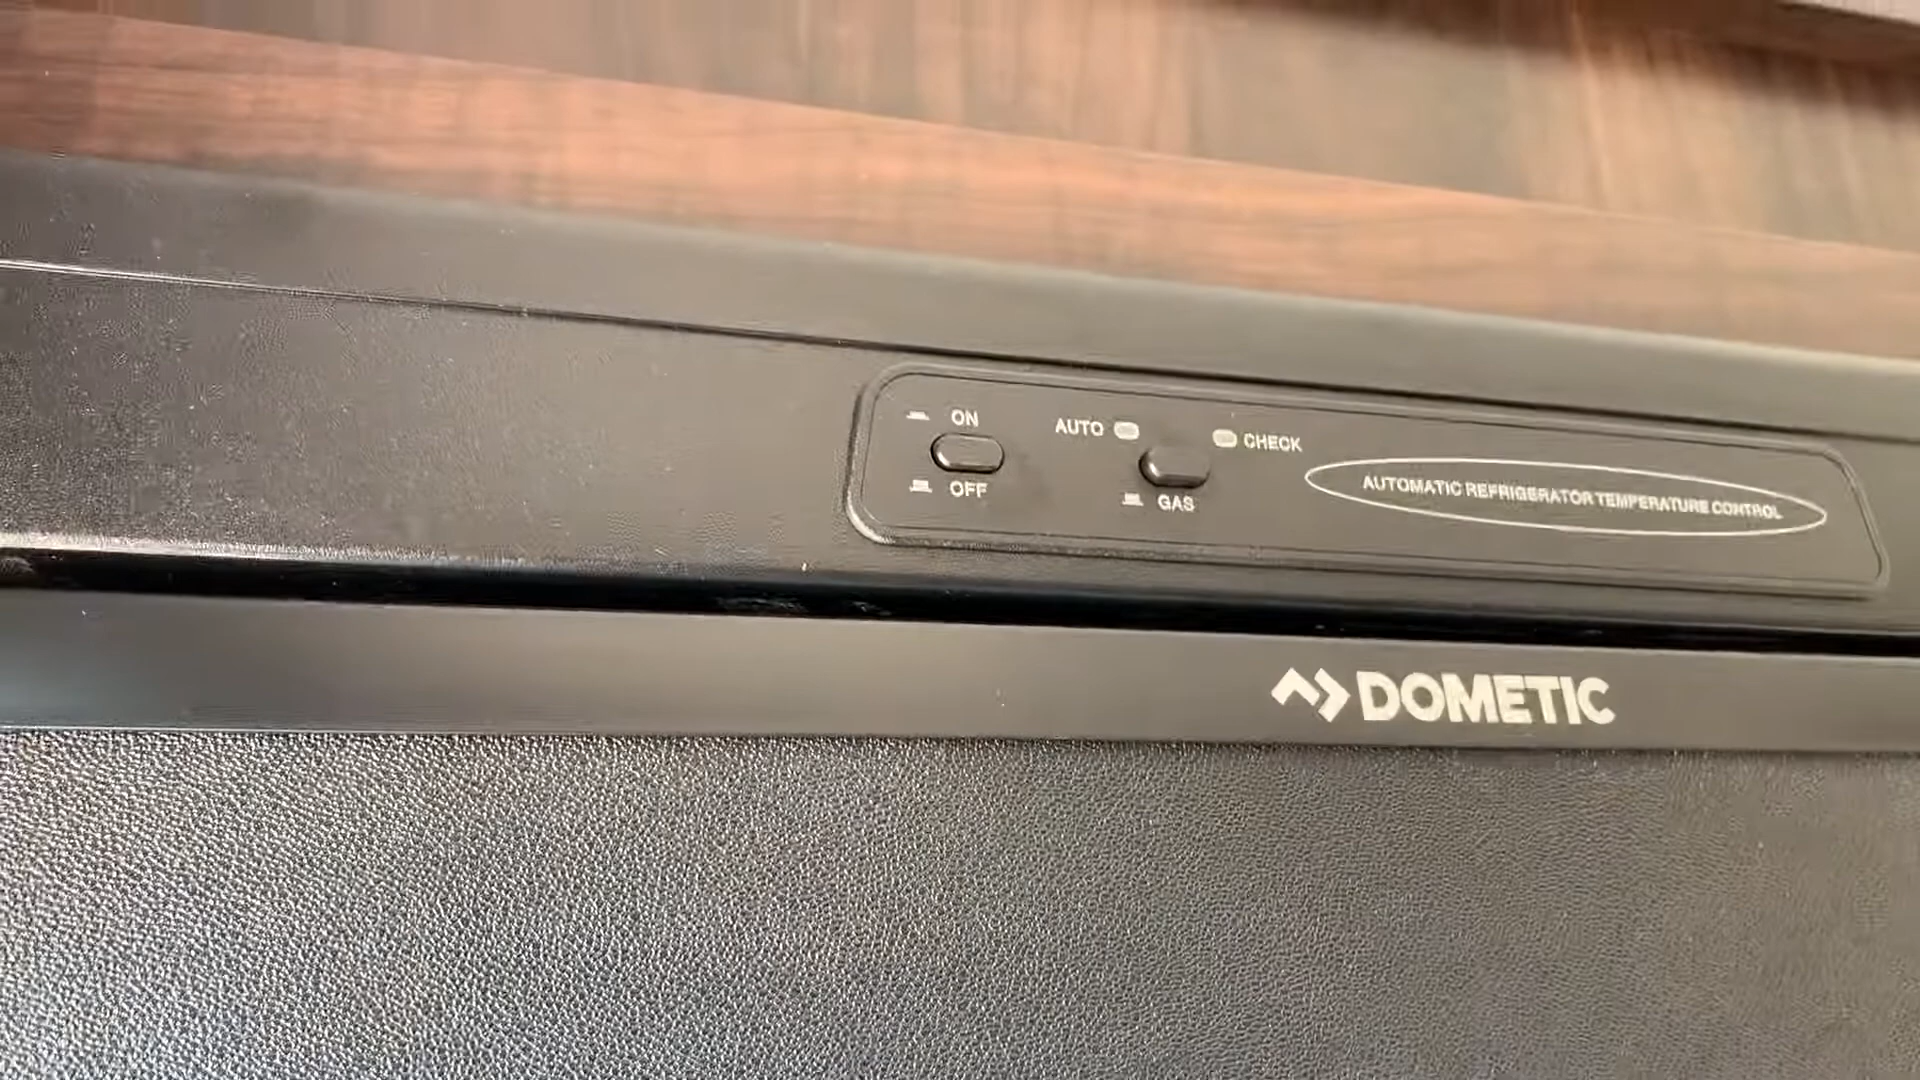 ON
OFF
AUTO
GAS
CHECK
AUTOMATIC REFRIGERATOR TEMPERATURE CONTROL
DOMETIC